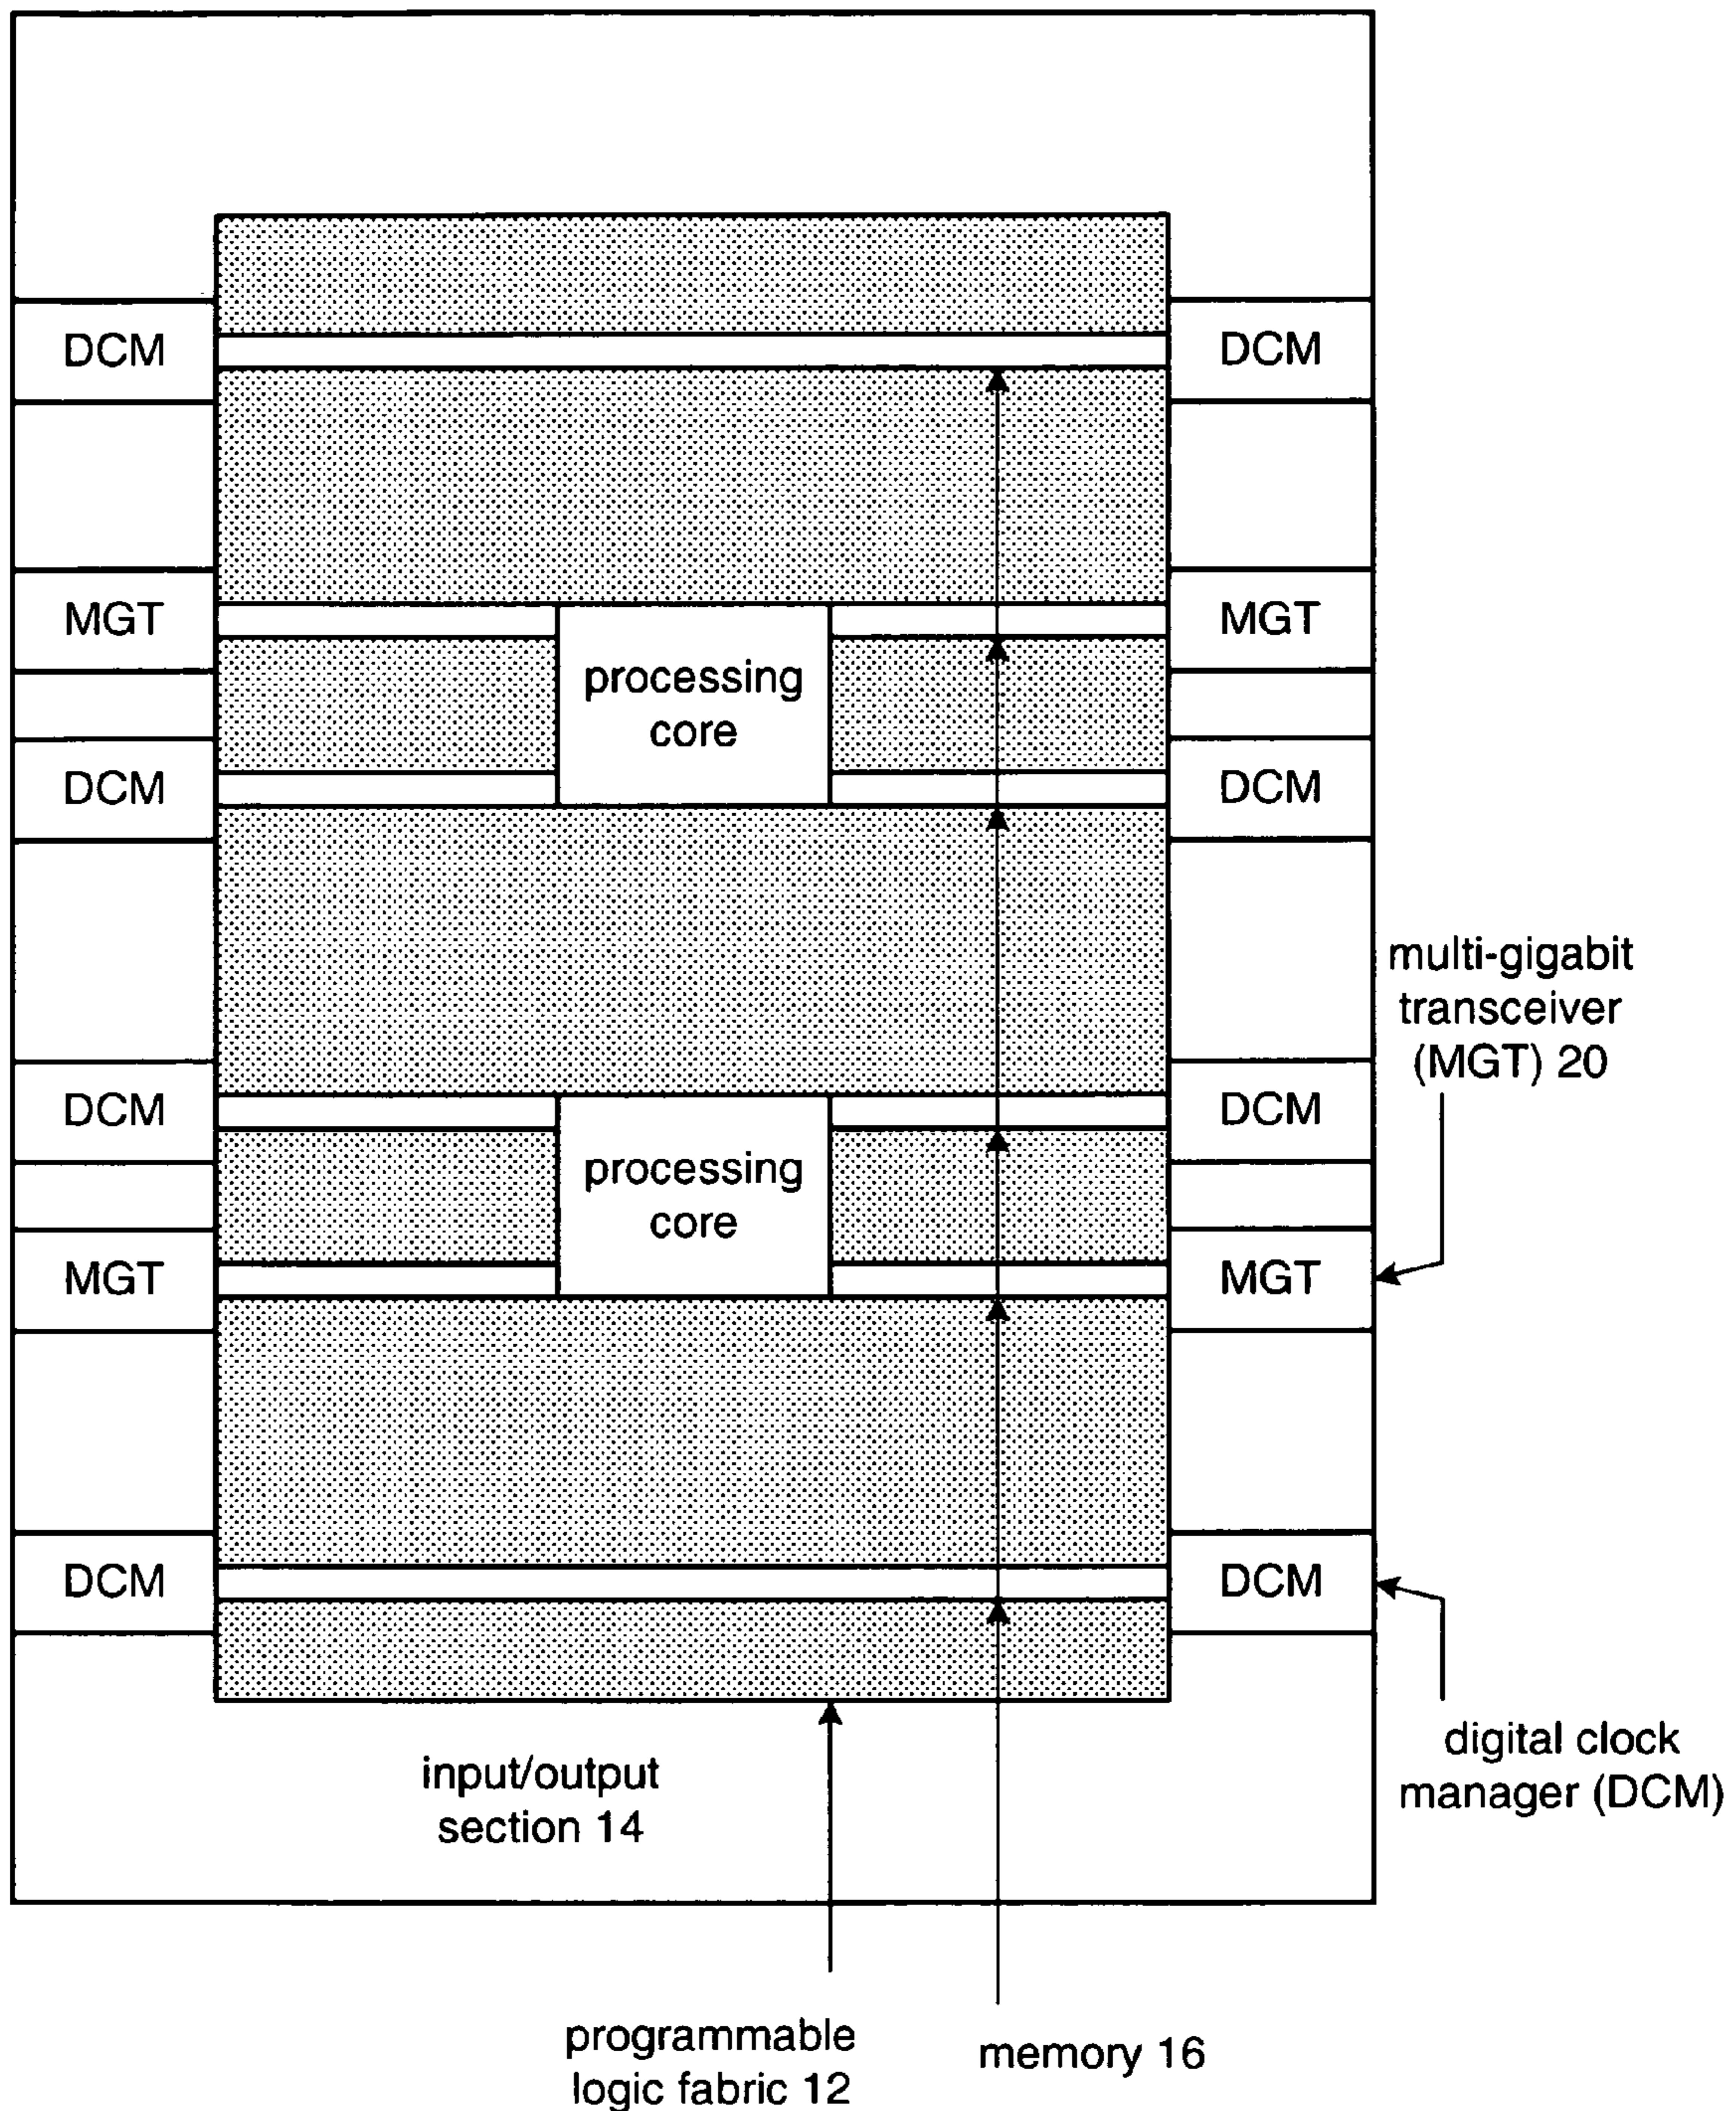 DCM
DCM
MGT
MGT
processing
core
DCM
DCM
multi-gigabit
transceiver
(MGT) 20
DCM
DCM
processing
core
MGT
MGT
DCM
DCM
digital clock
manager (DCM)
input/output
section 14
programmable
logic fabric 12
memory 16